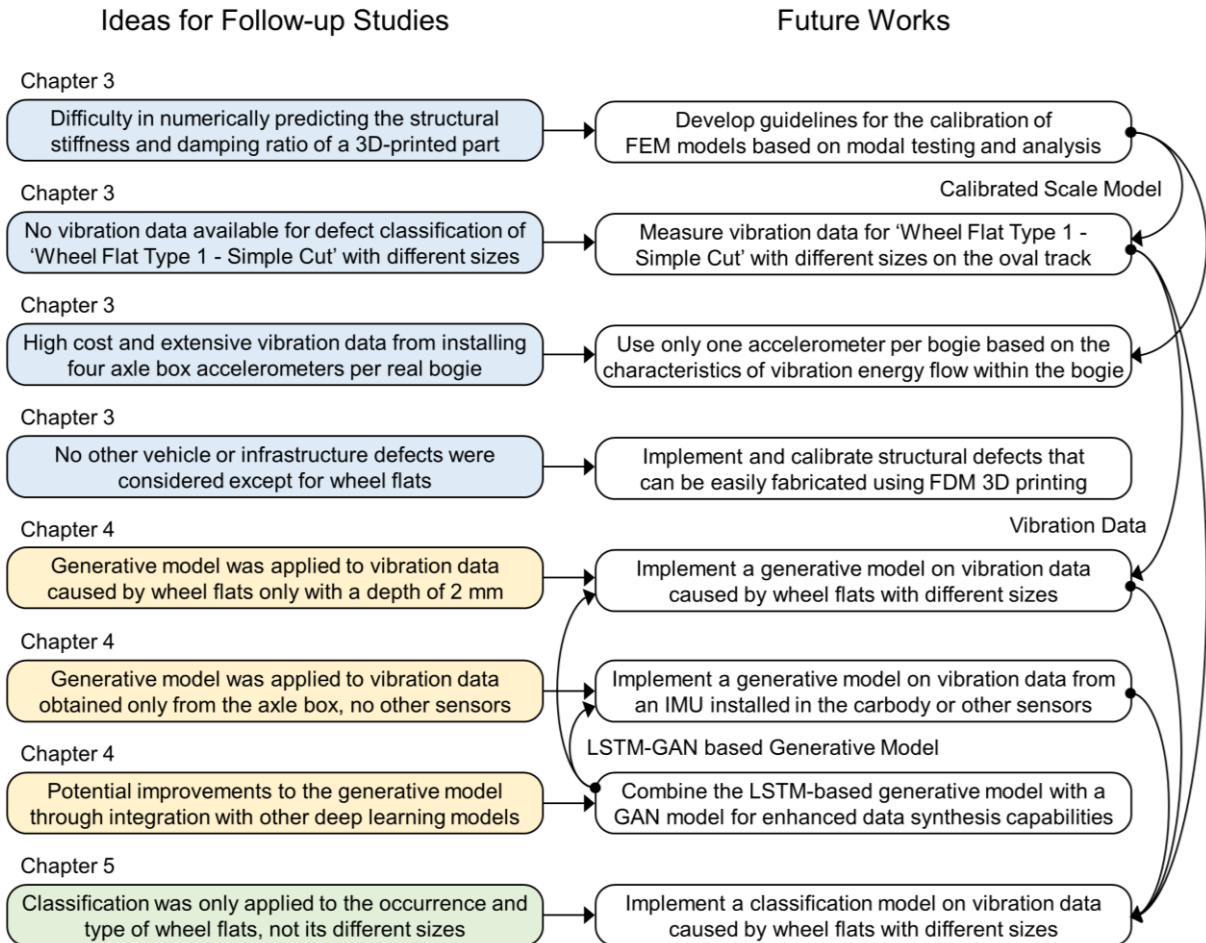 Ideas for Follow-up Studies
Future Works
Chapter 3
Difficulty in numerically predicting the structural
stiffness and damping ratio of a 3D-printed part
Develop guidelines for the calibration of
FEM models based on modal testing and analysis
Calibrated Scale Model
Chapter 3
No vibration data available for defect classification of
‘Wheel Flat Type 1 - Simple Cut’ with different sizes
Measure vibration data for ‘Wheel Flat Type 1 -
Simple Cut’ with different sizes on the oval track
Chapter 3
High cost and extensive vibration data from installing
four axle box accelerometers per real bogie
Use only one accelerometer per bogie based on the
characteristics of vibration energy flow within the bogie
Chapter 3
No other vehicle or infrastructure defects were
considered except for wheel flats
Implement and calibrate structural defects that
can be easily fabricated using FDM 3D printing
Vibration Data
Chapter 4
Generative model was applied to vibration data
caused by wheel flats only with a depth of 2 mm
Implement a generative model on vibration data
caused by wheel flats with different sizes
Chapter 4
Generative model was applied to vibration data
obtained only from the axle box, no other sensors
Implement a generative model on vibration data from
an IMU installed in the carbody or other sensors
LSTM-GAN based Generative Model
Chapter 4
Potential improvements to the generative model
through integration with other deep learning models
Combine the LSTM-based generative model with a
GAN model for enhanced data synthesis capabilities
Chapter 5
Classification was only applied to the occurrence and
type of wheel flats, not its different sizes
Implement a classification model on vibration data
caused by wheel flats with different sizes